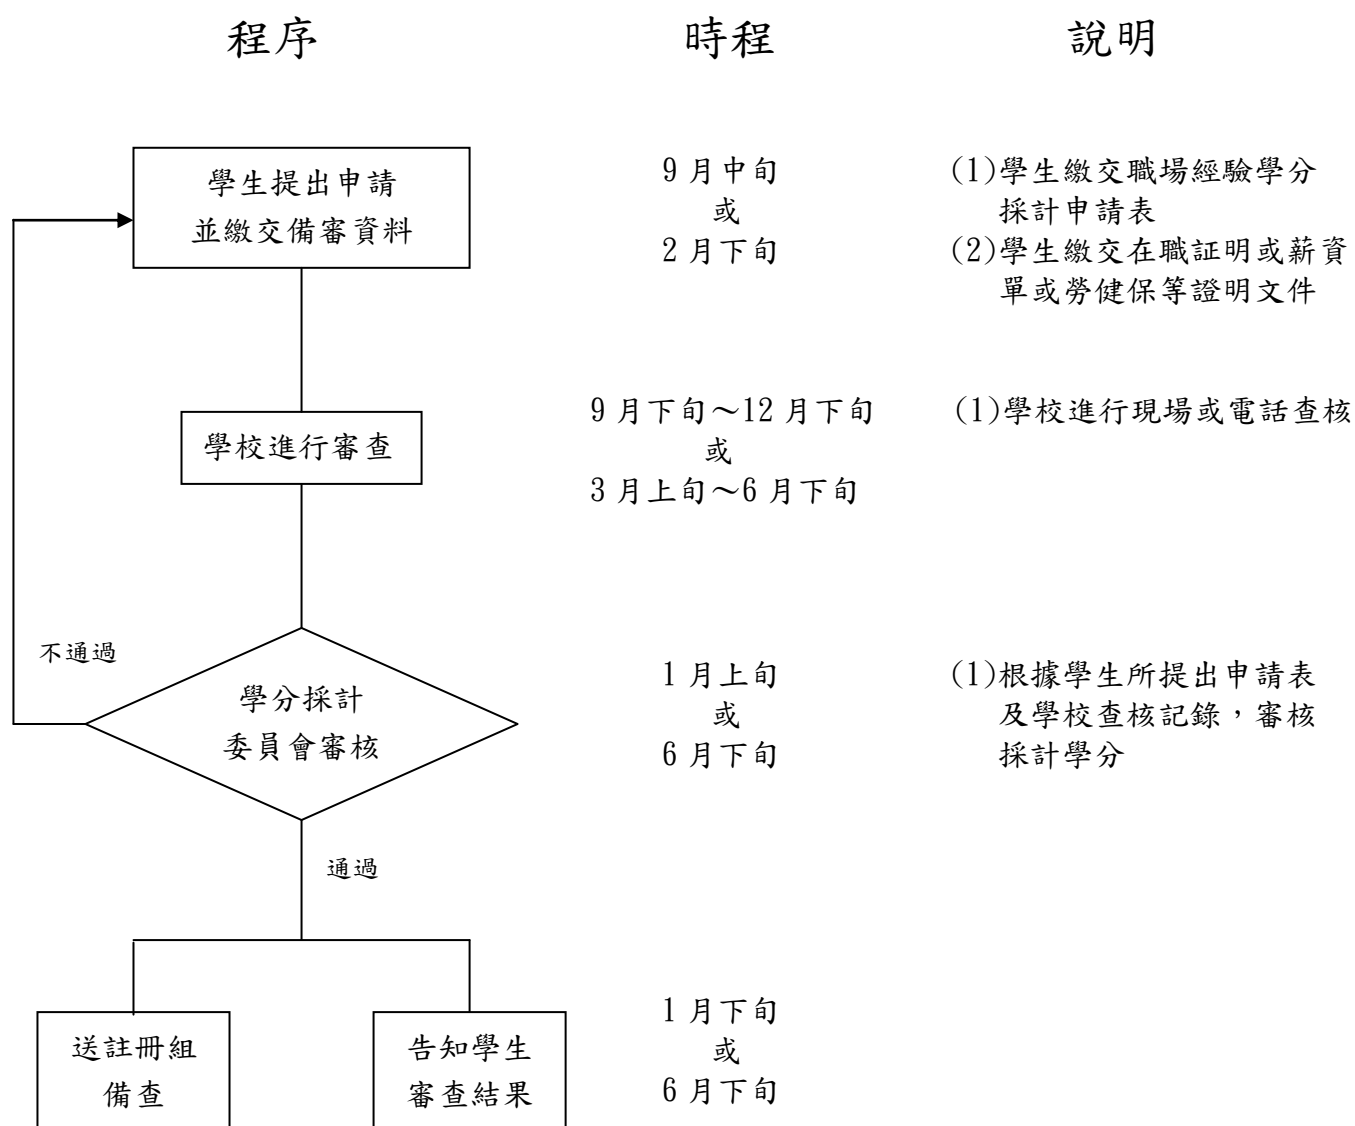 程序 時程 說明
學生提出申請
並繳交備審資料
9月中旬
或
2月下旬
(1)學生繳交職場經驗學分
採計申請表
(2)學生繳交在職証明或薪資
單或勞健保等證明文件
學校進行審查
9月下旬～12月下旬
或
3月上旬～6月下旬
(1)學校進行現場或電話查核
不通過
學分採計
委員會審核
1月上旬
或
6月下旬
(1)根據學生所提出申請表
及學校查核記錄，審核
採計學分
通過
送註冊組
備查
告知學生
審查結果
1月下旬
或
6月下旬